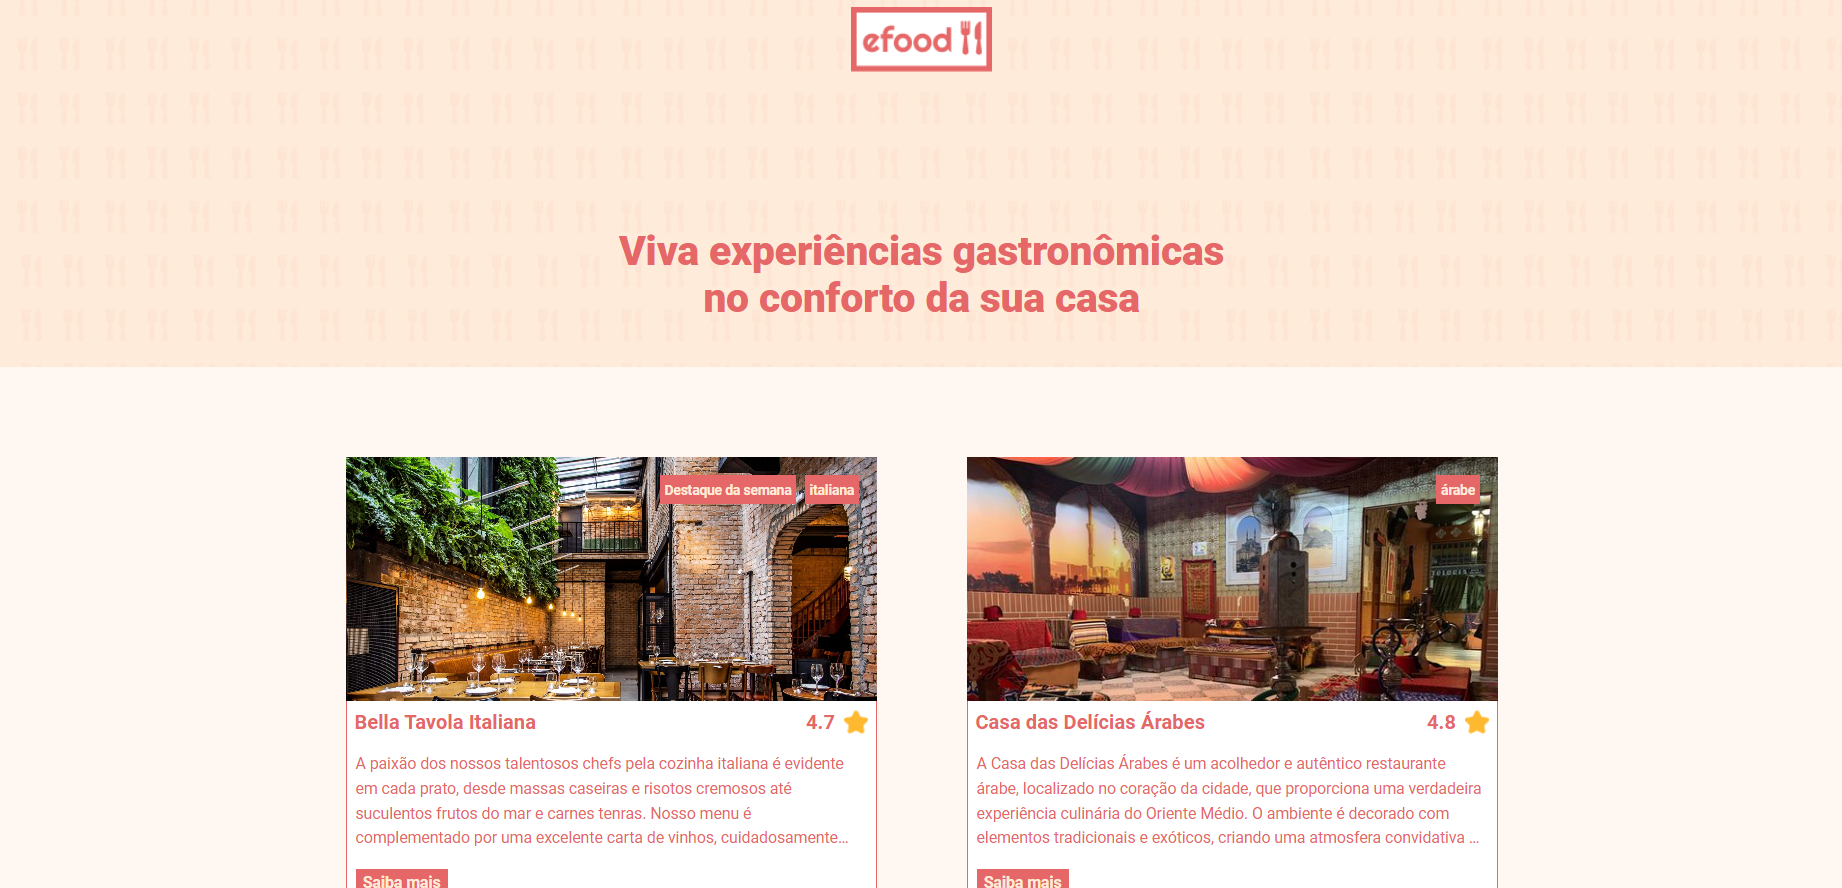 efood
Viva experiências gastronômicas
no conforto da sua casa
Destaque da semana
italiana
Bella Tavola Italiana
4.7
A paixão dos nossos talentosos chefs pela cozinha italiana é evidente
em cada prato, desde massas caseiras e risotos cremosos até
suculentos frutos do mar e carnes tenras. Nosso menu é
complementado por uma excelente carta de vinhos, cuidadosamente...
Saiba mais
árabe
Casa das Delícias Árabes
4.8
A Casa das Delícias Árabes é um acolhedor e autêntico restaurante
árabe, localizado no coração da cidade, que proporciona uma verdadeira
experiência culinária do Oriente Médio. O ambiente é decorado com
elementos tradicionais e exóticos, criando uma atmosfera convidativa ...
Saiba mais